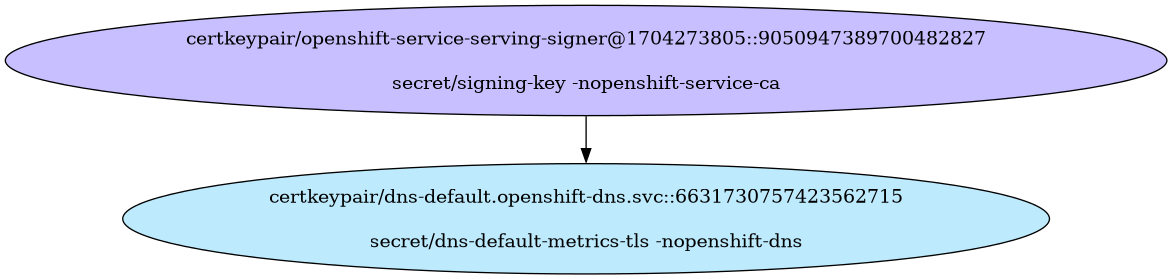 certkeypair/openshift-service-serving-signer@1704273805::9050947389700482827
secret/signing-key -nopenshift-service-ca
certkeypair/dns-default.openshift-dns.svc::6631730757423562715
secret/dns-default-metrics-tls -nopenshift-dns